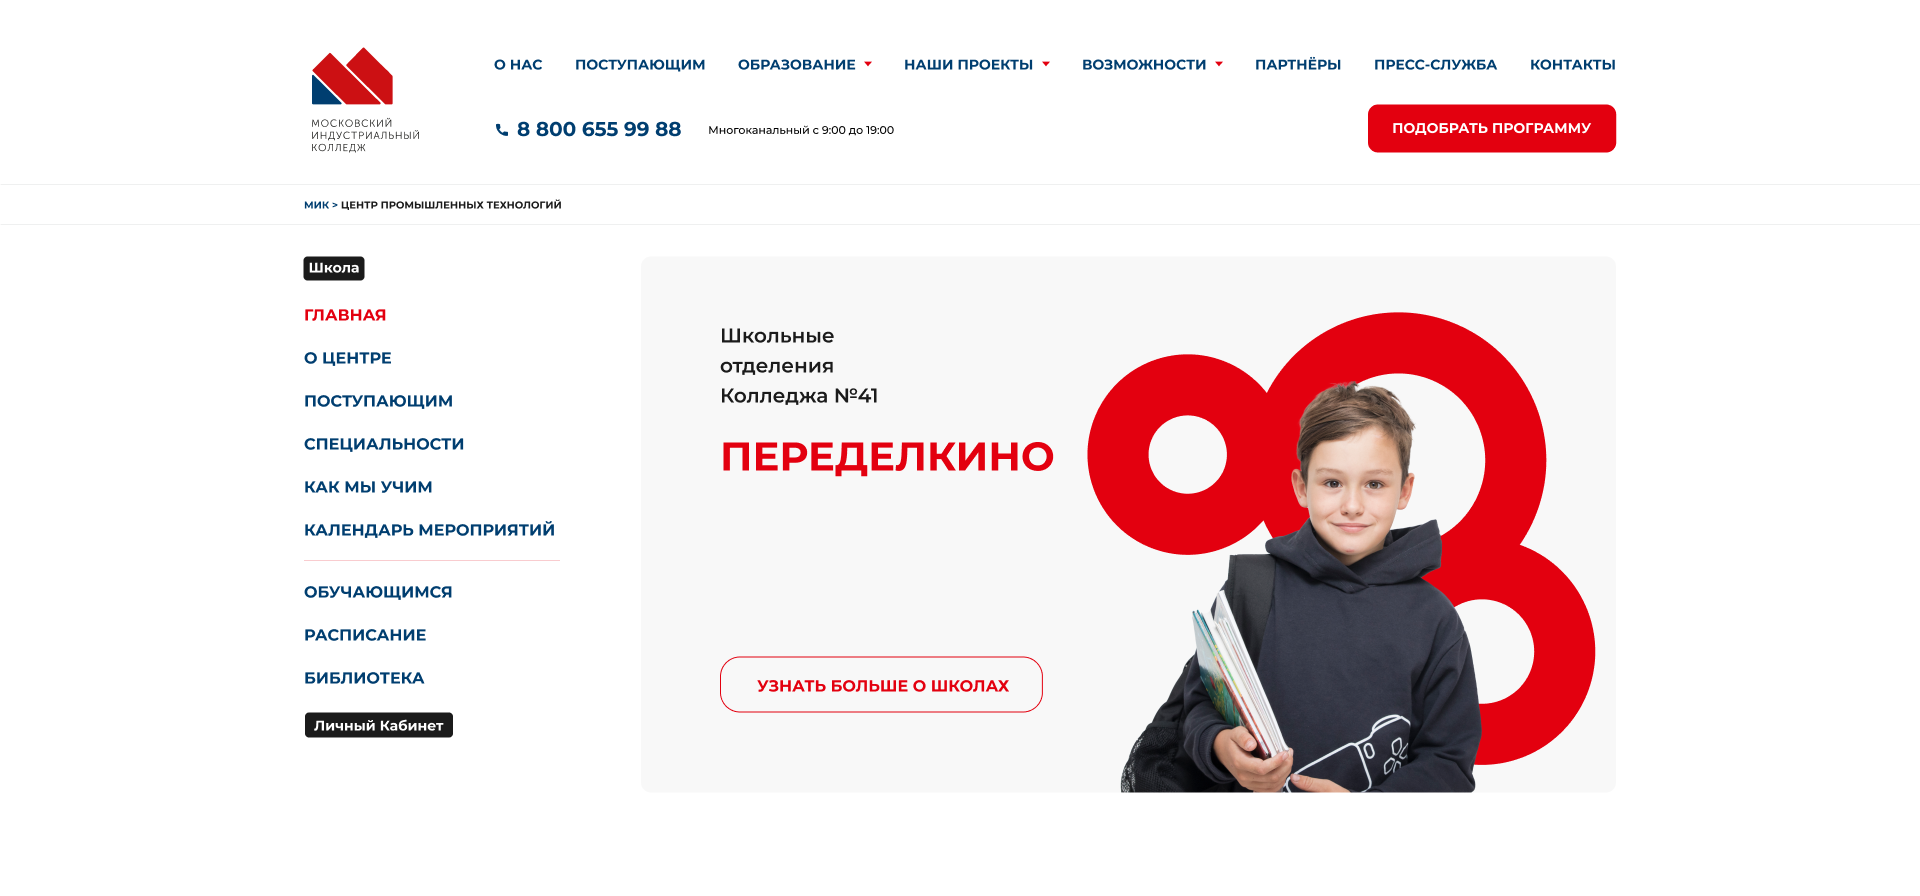 МОСКОВСКИЙ
ИНДУСТРИАЛЬНЫЙ
КОЛЛЕДЖ
О НАС ПОСТУПАЮЩИМ ОБРАЗОВАНИЕ НАШИ ПРОЕКТЫ ВОЗМОЖНОСТИ ПАРТНЁРЫ ПРЕСС-СЛУЖБА КОНТАКТЫ
8 800 655 99 88 Многоканальный с 9:00 до 19:00 ПОДОБРАТЬ ПРОГРАММУ
МИК > ЦЕНТР ПРОМЫШЛЕННЫХ ТЕХНОЛОГИЙ
Школа
ГЛАВНАЯ
О ЦЕНТРЕ
ПОСТУПАЮЩИМ
СПЕЦИАЛЬНОСТИ
КАК МЫ УЧИМ
КАЛЕНДАРЬ МЕРОПРИЯТИЙ
ОБУЧАЮЩИМСЯ
РАСПИСАНИЕ
БИБЛИОТЕКА
Личный Кабинет
Школьные
отделения
Колледжа №41
ПЕРЕДЕЛКИНО
УЗНАТЬ БОЛЬШЕ О ШКОЛАХ